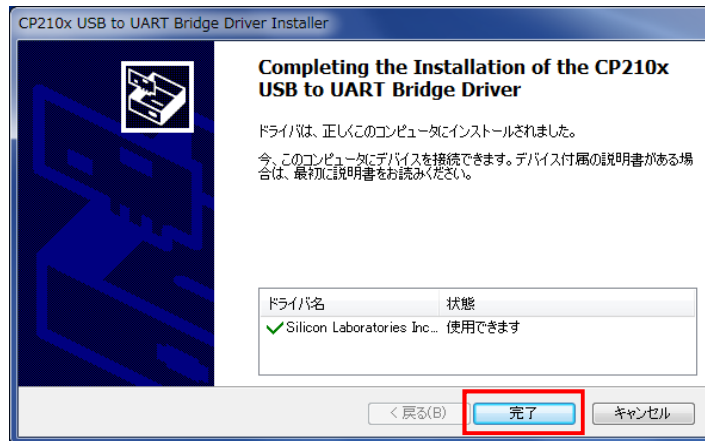 CP210x USB to UART Bridge Driver Installer
Completing the Installation of the CP210x
USB to UART Bridge Driver
ドライバは、正しくこのコンピュータにインストールされました。
今、このコンピュータにデバイスを接続できます。デバイス付属の説明書がある場
合は、最初に説明書をお読みください。
ドライバ名 状態
Silicon Laboratories Inc... 使用できます
< 戻る(B) 完了 キャンセル